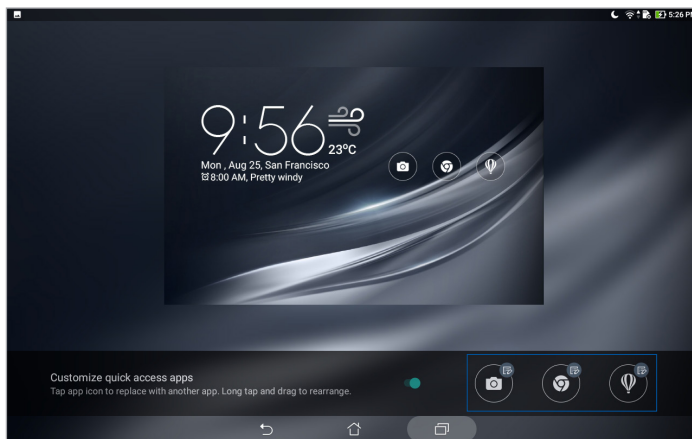 5:26 PM
9:56
23°C
Mon , Aug 25, San Francisco
8:00 AM, Pretty windy
Customize quick access apps
Tap app icon to replace with another app. Long tap and drag to rearrange.